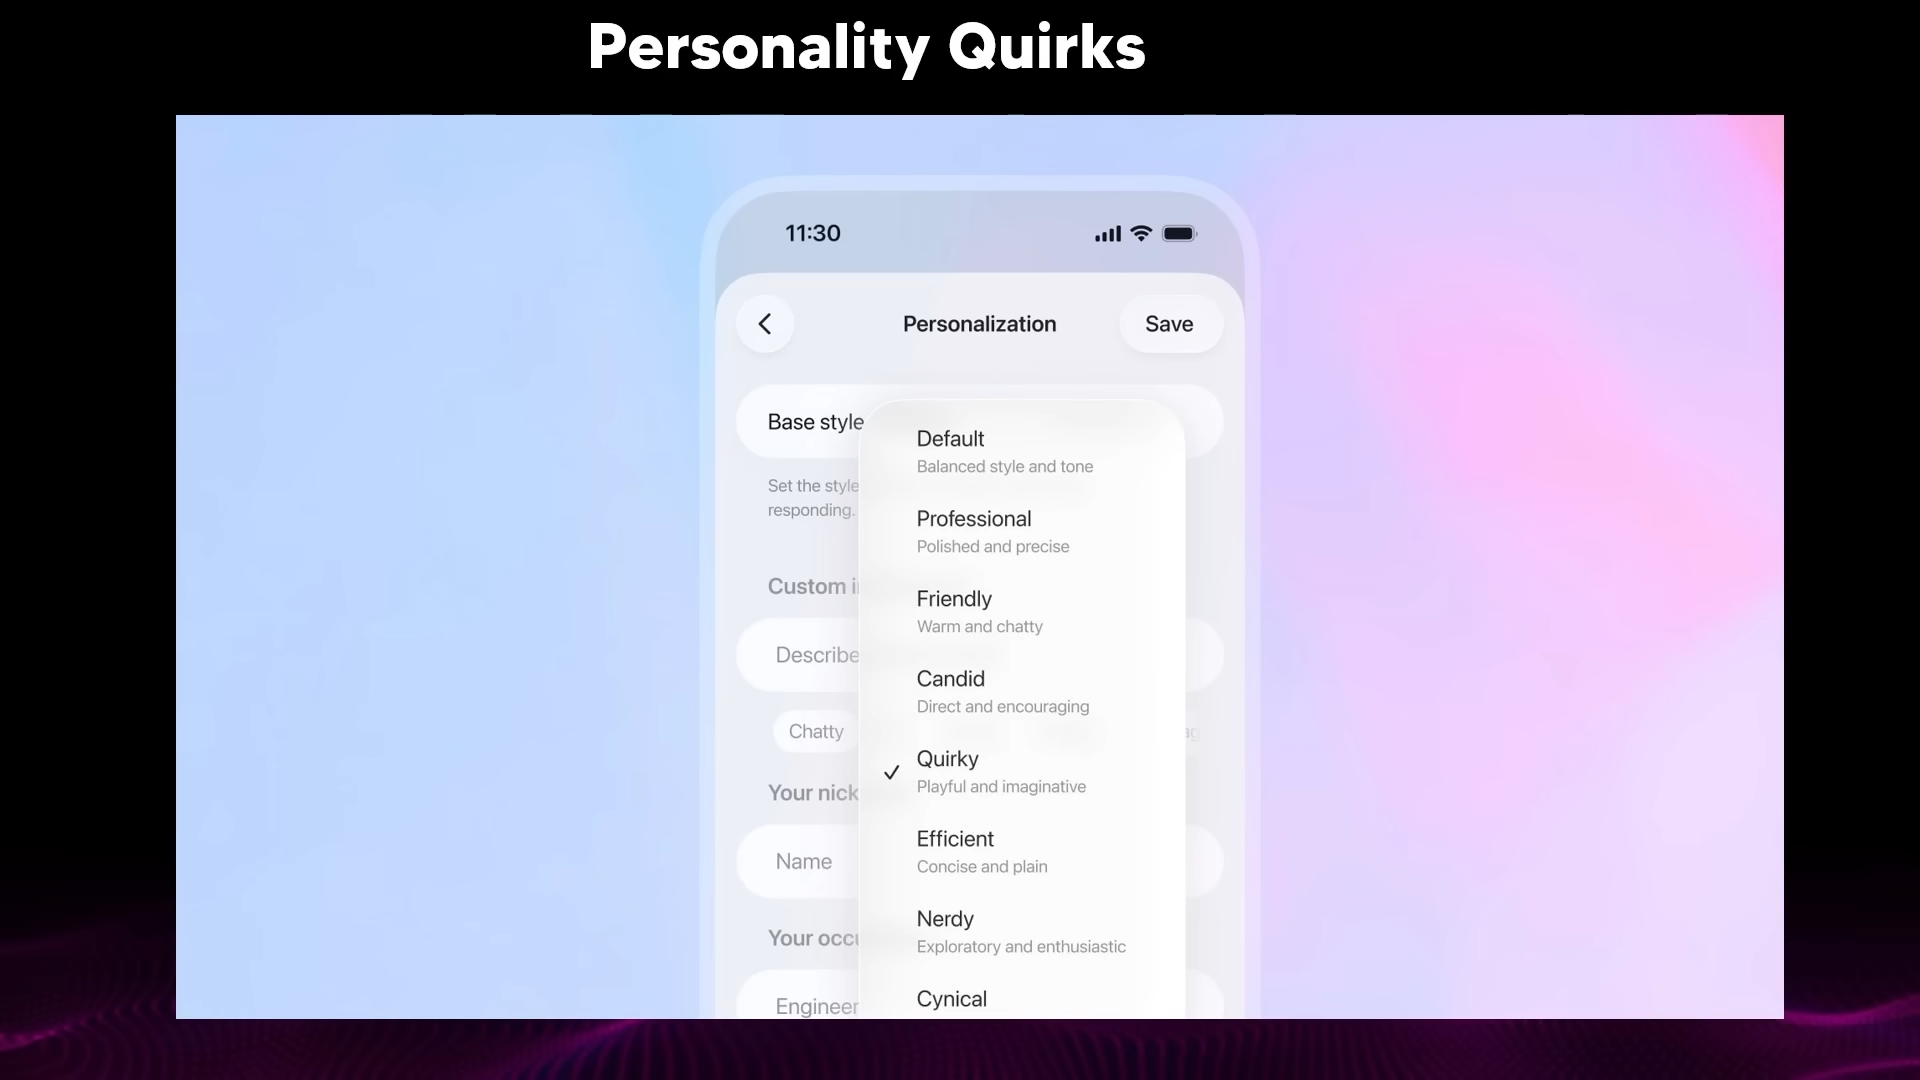 Personality Quirks
11:30
Personalization
Save
Base style
Default
Balanced style and tone
Set the style
responding.
Professional
Polished and precise
Custom
Friendly
Warm and chatty
Describe
Candid
Direct and encouraging
Chatty
Quirky
Playful and imaginative
Your nick
Efficient
Concise and plain
Name
Nerdy
Exploratory and enthusiastic
Your occu
Cynical
Engineer